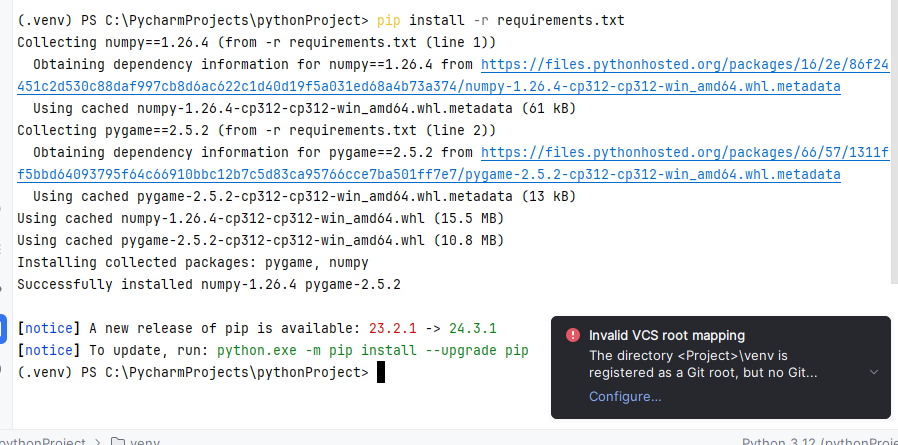 (.venv) PS C:\PycharmProjects\pythonProject> pip install -r requirements.txt
Collecting numpy==1.26.4 (from -r requirements.txt (line 1))
  Obtaining dependency information for numpy==1.26.4 from https://files.pythonhosted.org/packages/16/2e/86f24
451c2d530c88daf997cb8d6ac622c1d40d19f5a031ed68a4b73a374/numpy-1.26.4-cp312-cp312-win_amd64.whl.metadata
  Using cached numpy-1.26.4-cp312-cp312-win_amd64.whl.metadata (61 kB)
Collecting pygame==2.5.2 (from -r requirements.txt (line 2))
  Obtaining dependency information for pygame==2.5.2 from https://files.pythonhosted.org/packages/66/57/1311f
f5bbd64093795f64c66910bbc12b7c5d83ca95766cce7ba501ff7e7/pygame-2.5.2-cp312-cp312-win_amd64.whl.metadata
  Using cached pygame-2.5.2-cp312-cp312-win_amd64.whl.metadata (13 kB)
Using cached numpy-1.26.4-cp312-cp312-win_amd64.whl (15.5 MB)
Using cached pygame-2.5.2-cp312-cp312-win_amd64.whl (10.8 MB)
Installing collected packages: pygame, numpy
Successfully installed numpy-1.26.4 pygame-2.5.2
[notice] A new release of pip is available: 23.2.1 -> 24.3.1
[notice] To update, run: python.exe -m pip install --upgrade pip
(.venv) PS C:\PycharmProjects\pythonProject>
Invalid VCS root mapping
The directory <Project>\venv is
registered as a Git root, but no Git...
Configure...
pythonProject > venv
Python 3.12 (pythonProje